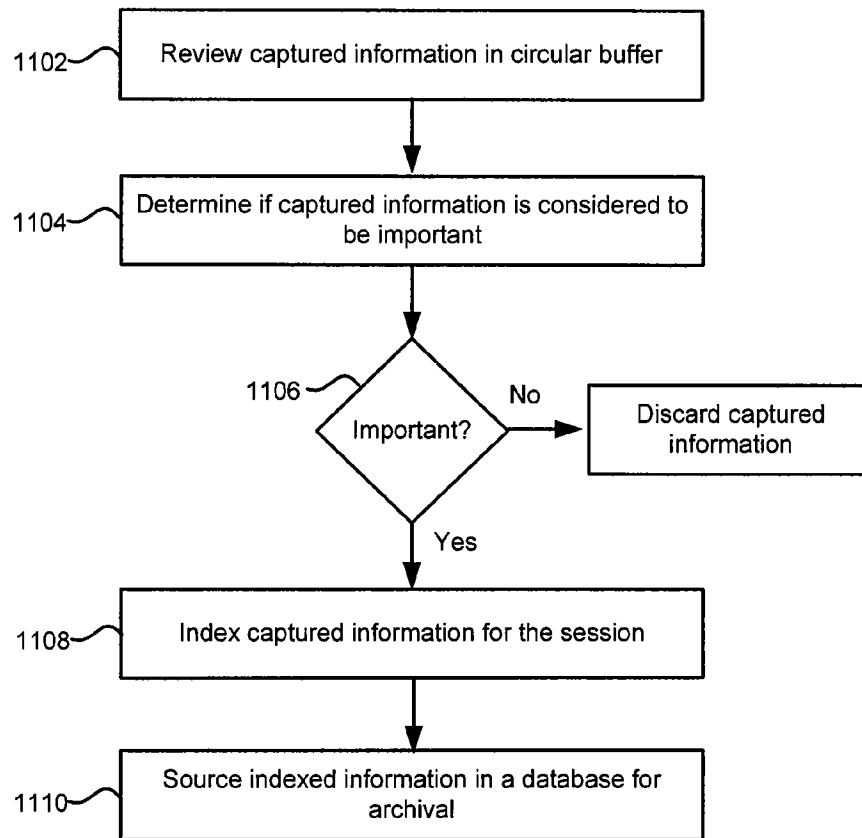 1102
Review captured information in circular buffer
1104
Determine if captured information is considered to
be important
1106
Important?
No
Discard captured
information
Yes
1108
Index captured information for the session
1110
Source indexed information in a database for
archival